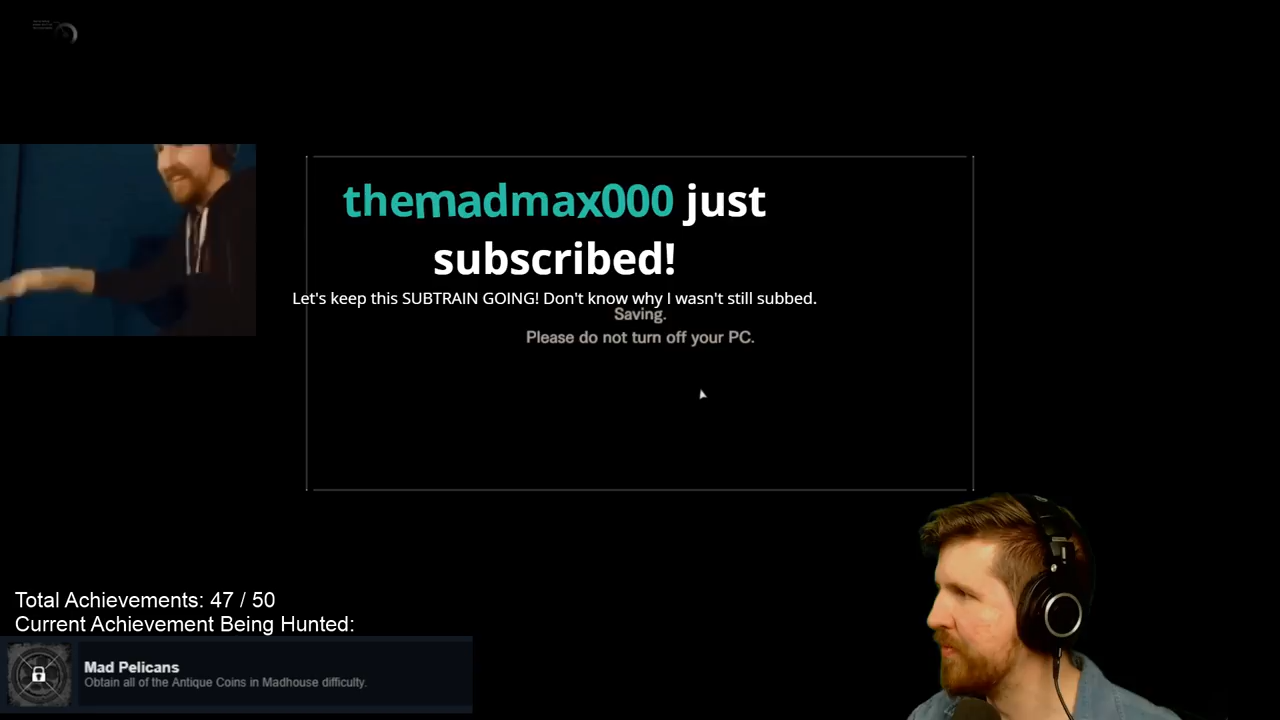 themadmax000 just
subscribed!
Let's keep this SUBTRAIN GOING! Don't know why I wasn't still subbed.
Saving.
Please do not turn off your PC.
Total Achievements: 47 / 50
Current Achievement Being Hunted:
Mad Pelicans
Obtain all of the Antique Coins in Madhouse difficulty.